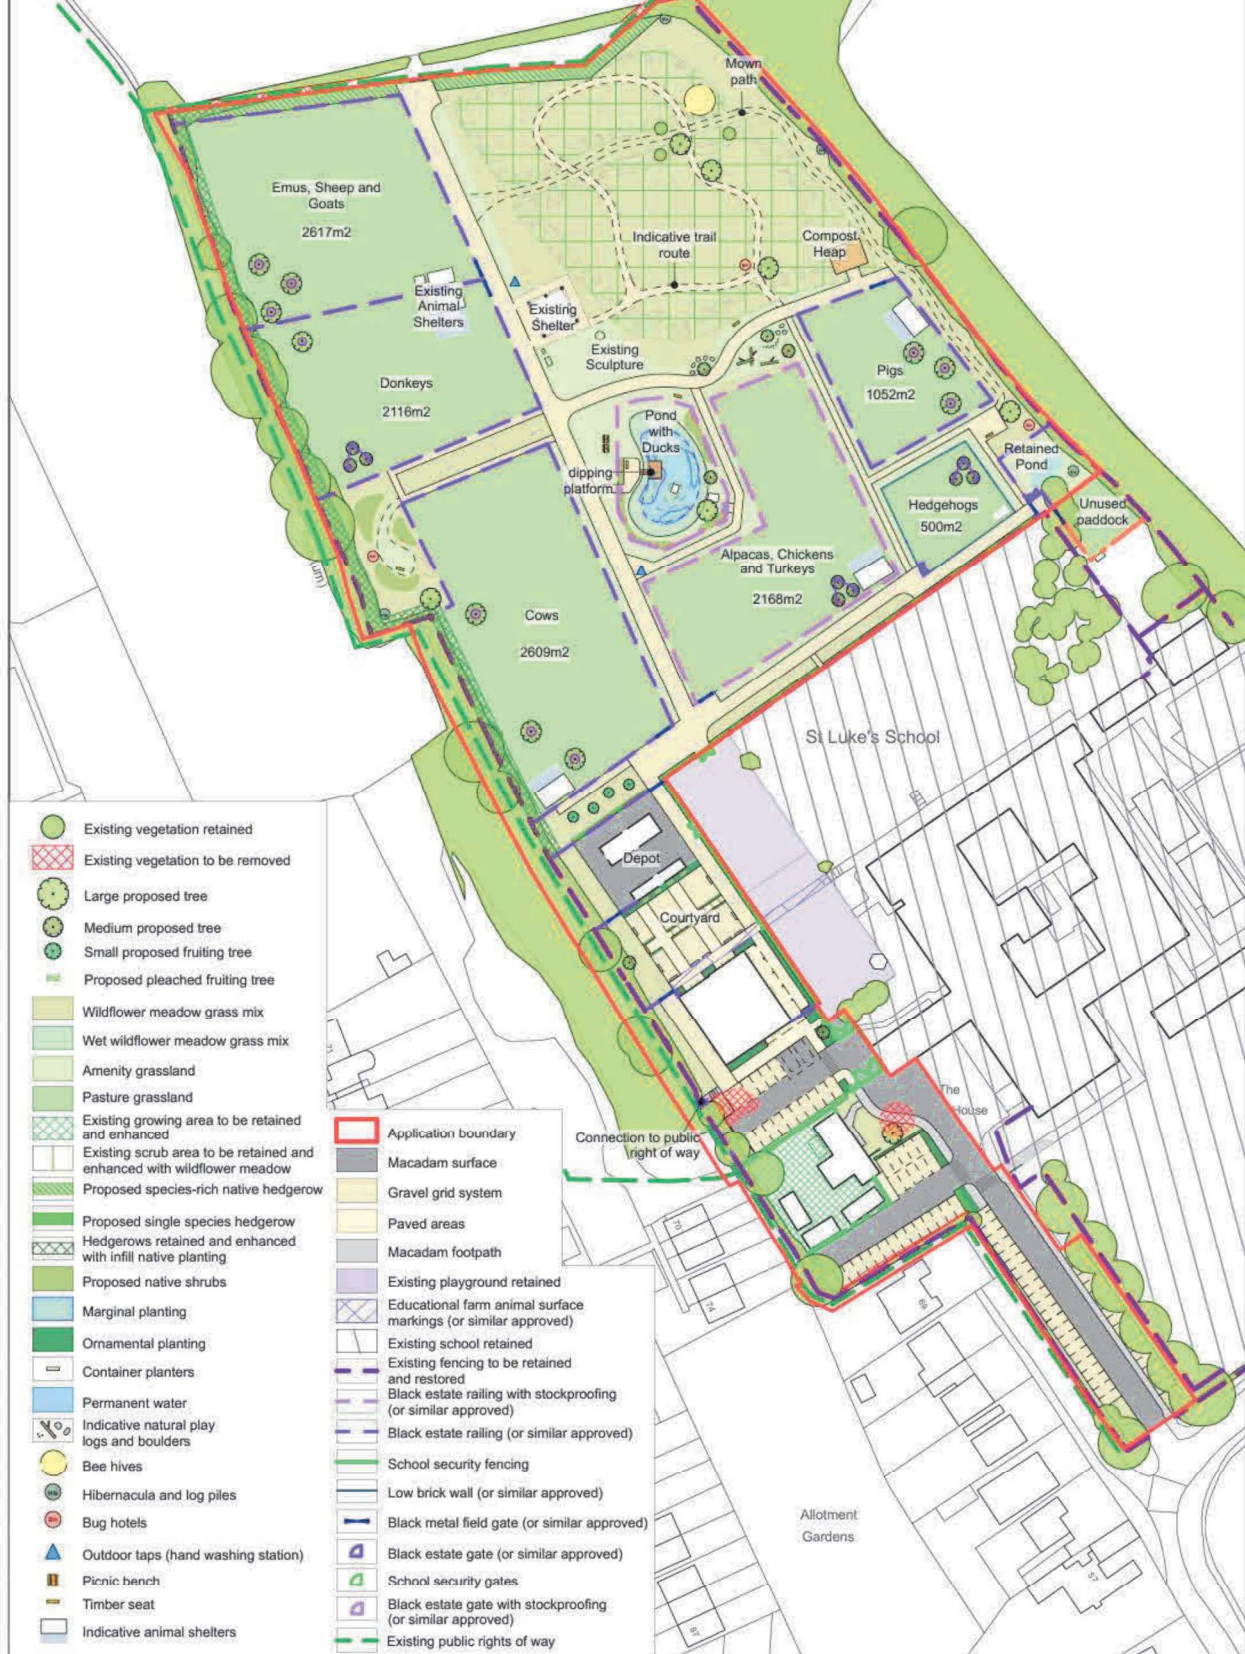 Mown
path
Emus, Sheep and
Goats
2617m2
Indicative trail
route
Compost
Heap
Existing
Animal
Shelters
Existing
Shelter
Existing
Sculpture
Donkeys
2116m2
Pigs
1052m2
Pond
with
Ducks
dipping
platform
Retained
Pond
Hedgehogs
500m2
Unused
paddock
Alpacas, Chickens
and Turkeys
2168m2
Cows
2609m2
St Luke's School
Depot
Courtyard
The
House
Connection to public
right of way
71
70
74
69
57
67
Allotment
Gardens
Existing vegetation retained
Existing vegetation to be removed
Large proposed tree
Medium proposed tree
Small proposed fruiting tree
Proposed pleached fruiting tree
Wildflower meadow grass mix
Wet wildflower meadow grass mix
Amenity grassland
Pasture grassland
Existing growing area to be retained
and enhanced
Existing scrub area to be retained and
enhanced with wildflower meadow
Proposed species-rich native hedgerow
Proposed single species hedgerow
Hedgerows retained and enhanced
with infill native planting
Proposed native shrubs
Marginal planting
Ornamental planting
Container planters
Permanent water
Indicative natural play
logs and boulders
Bee hives
Hibernacula and log piles
Bug hotels
Outdoor taps (hand washing station)
Picnic bench
Timber seat
Indicative animal shelters
Application boundary
Macadam surface
Gravel grid system
Paved areas
Macadam footpath
Existing playground retained
Educational farm animal surface
markings (or similar approved)
Existing school retained
Existing fencing to be retained
and restored
Black estate railing with stockproofing
(or similar approved)
Black estate railing (or similar approved)
School security fencing
Low brick wall (or similar approved)
Black metal field gate (or similar approved)
Black estate gate (or similar approved)
School security gates
Black estate gate with stockproofing
(or similar approved)
Existing public rights of way